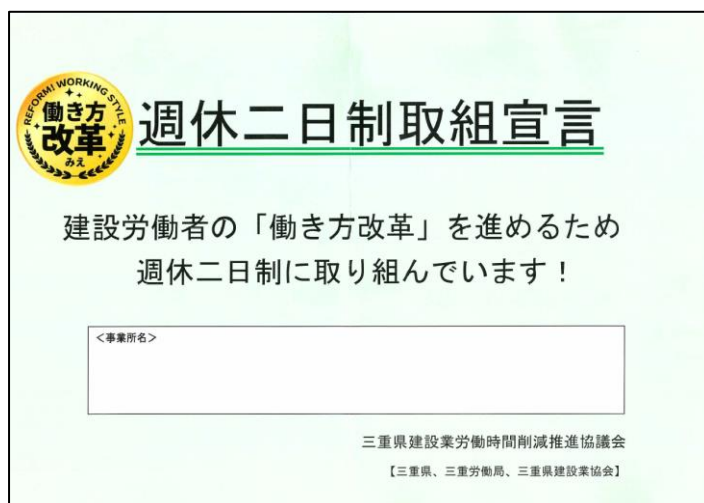 REFORM! WORKING STYLE
働き方
改革
みえ
週休二日制取組宣言
建設労働者の「働き方改革」を進めるため
週休二日制に取り組んでいます！
＜事業所名＞
三重県建設業労働時間削減推進協議会
【三重県、三重労働局、三重県建設業協会】